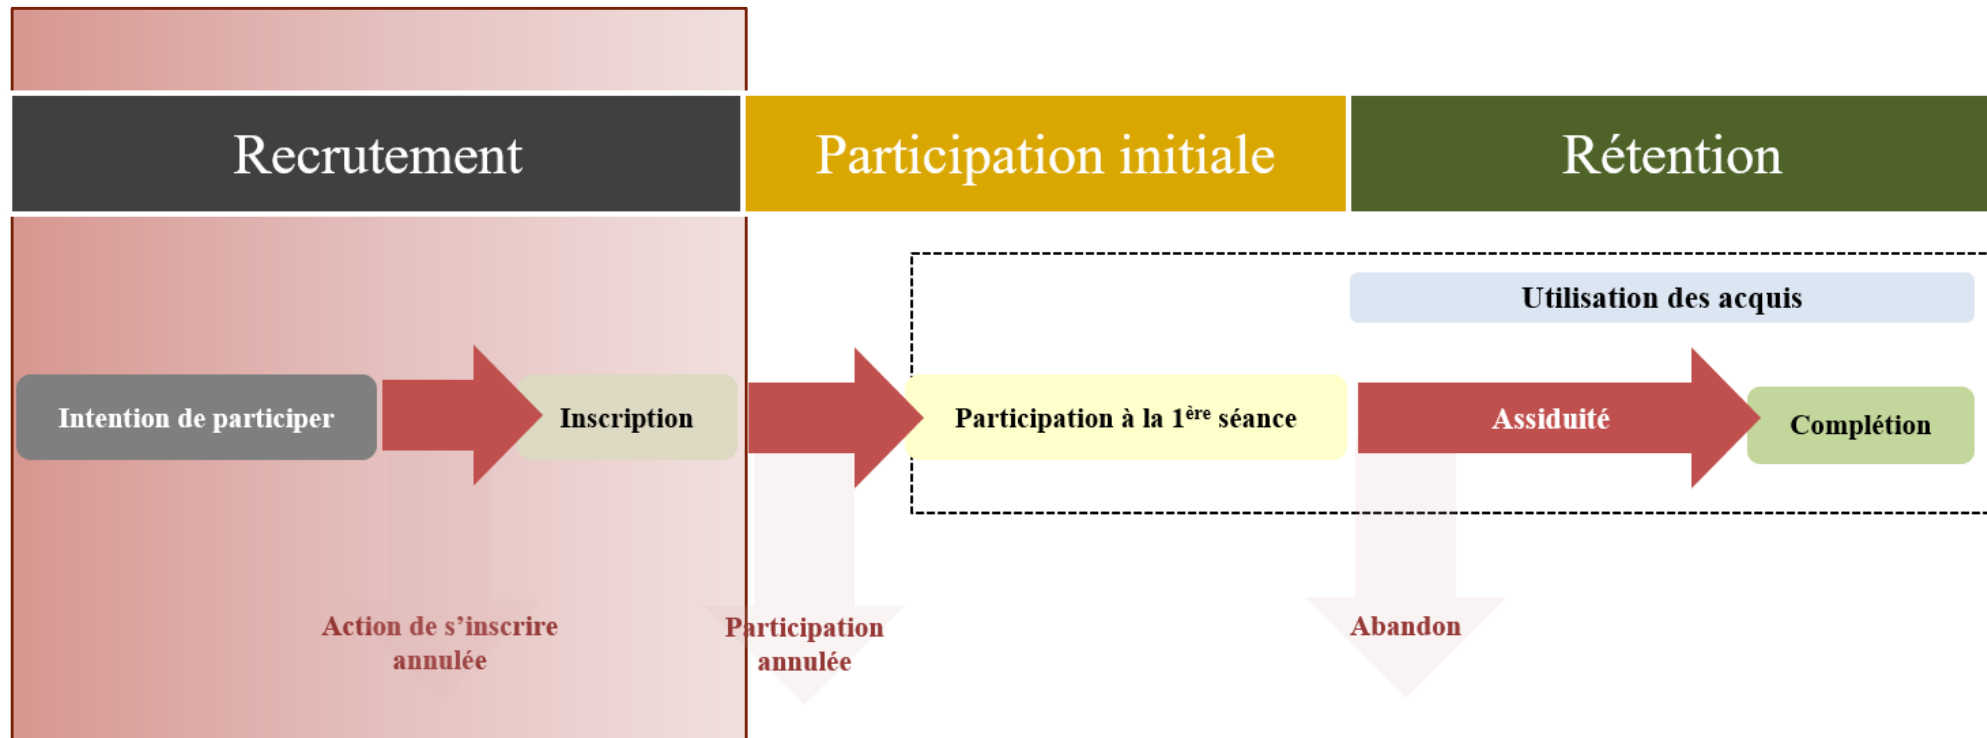 Recrutement
Participation initiale
Rétention
Utilisation des acquis
Intention de participer
Inscription
Participation à la 1ère séance
Assiduité
Complétion
Action de s’inscrire
annulée
Participation
annulée
Abandon